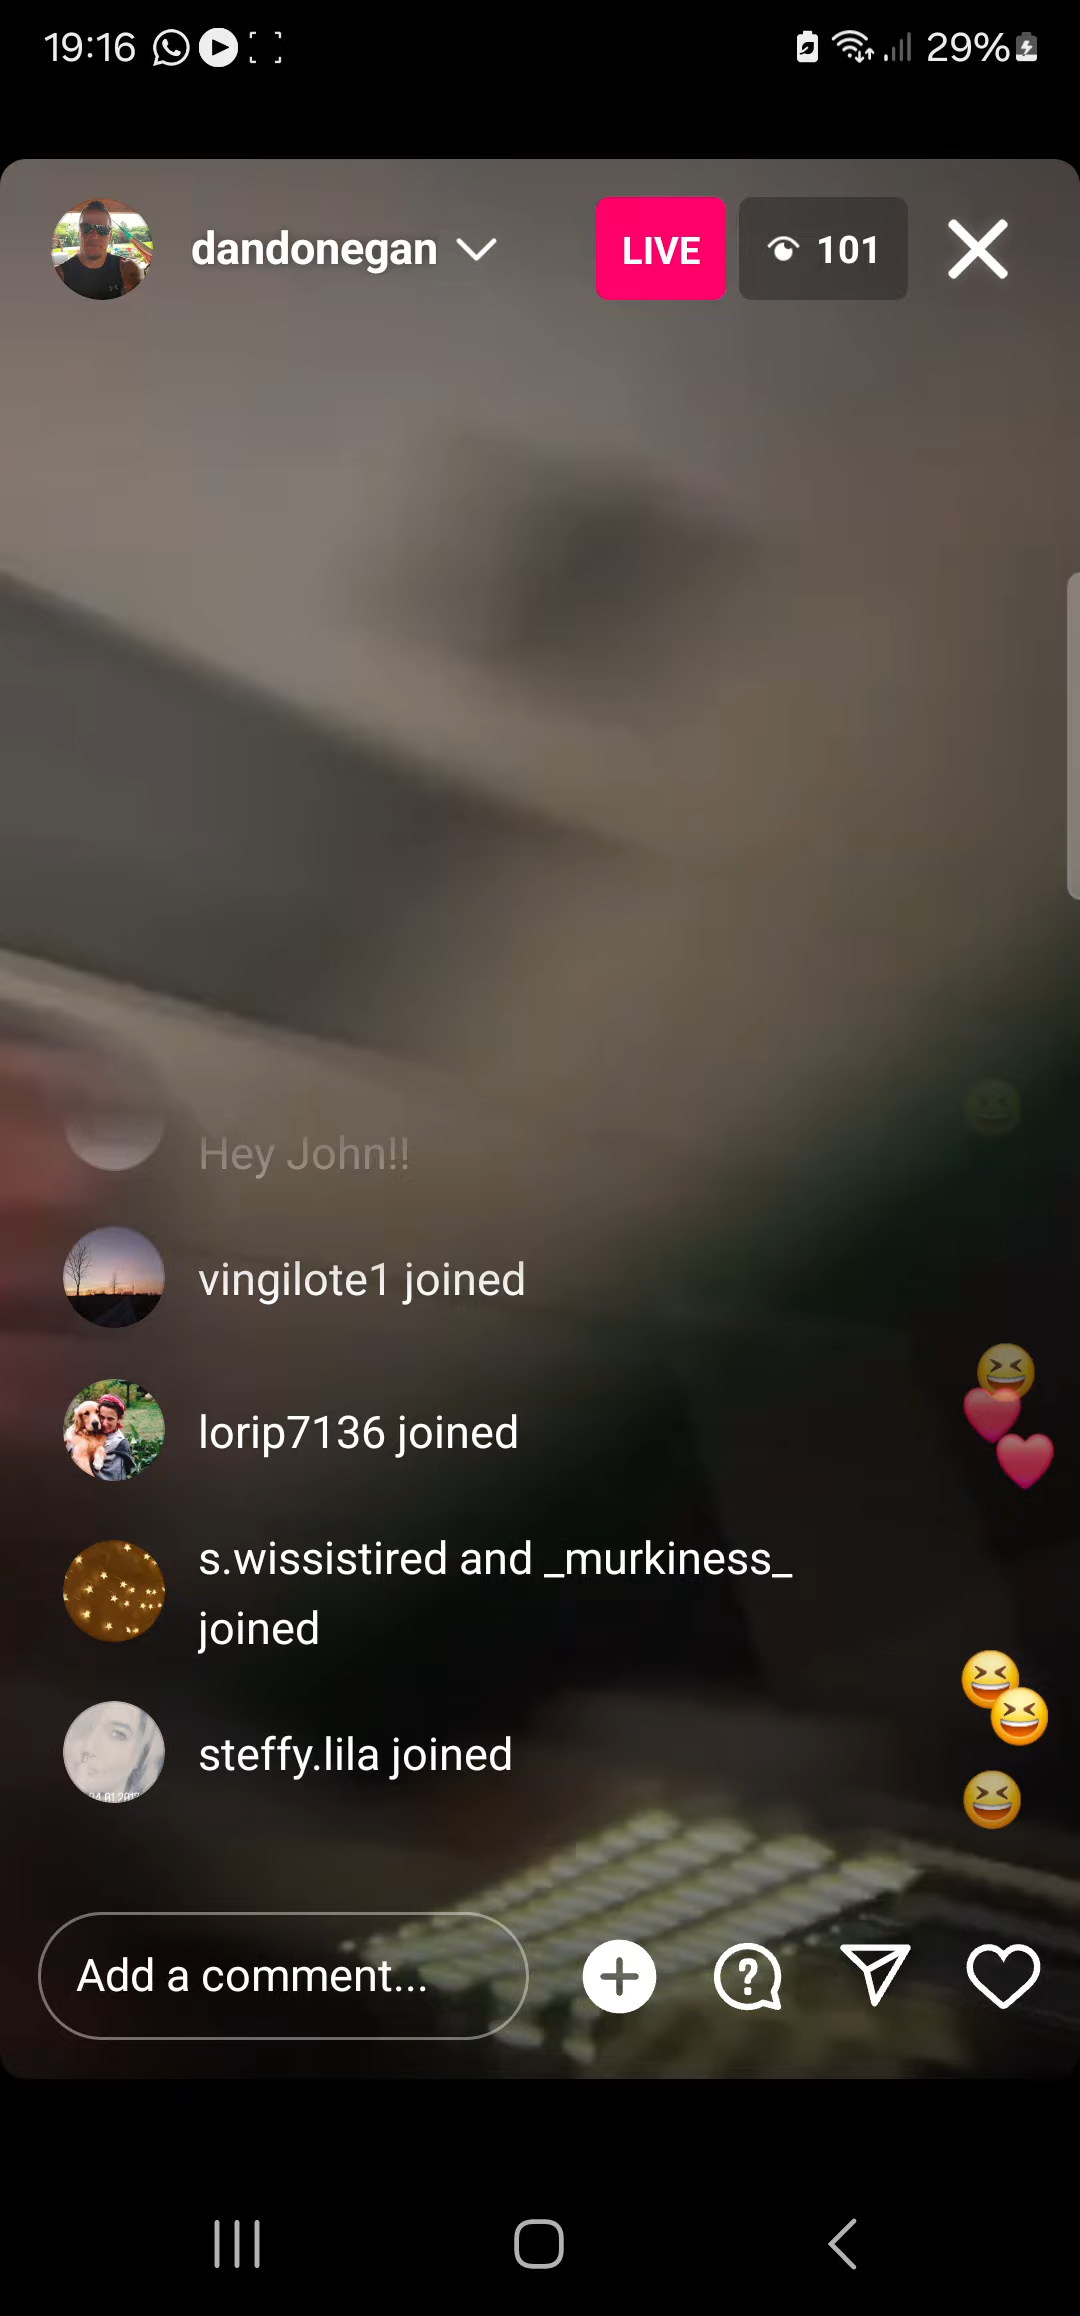 19:16
29%
dandonegan
LIVE
101
Hey John!!
vingilote1 joined
lorip7136 joined
s.wissistired and _murkiness_
joined
steffy.lila joined
Add a comment...